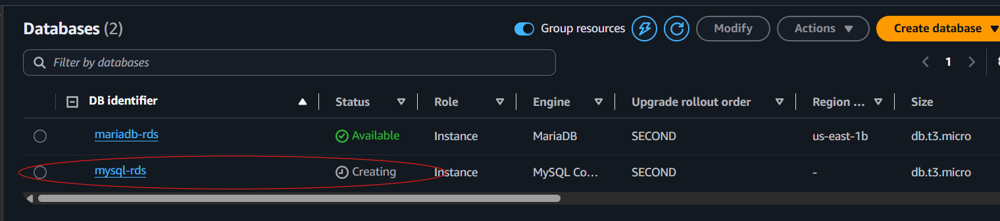 Databases (2) Group resources Modify Actions Create database
Filter by databases
1
DB identifier Status Role Engine Upgrade rollout order Region ... Size
mariadb-rds Available Instance MariaDB SECOND us-east-1b db.t3.micro
mysql-rds Creating Instance MySQL Co... SECOND - db.t3.micro